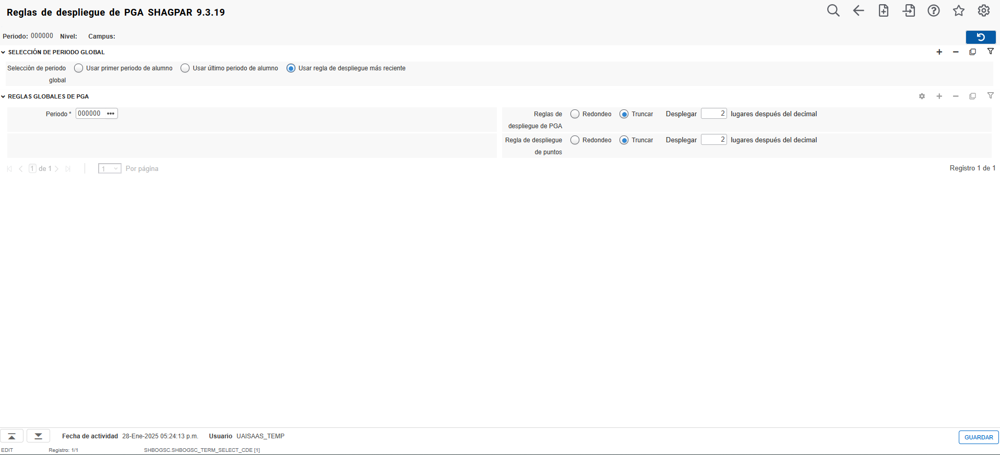 Reglas de despliegue de PGA SHAGPAR 9.3.19
Periodo: 000000 Nivel: Campus:
SELECCIÓN DE PERIODO GLOBAL
Selección de periodo global Usar primer periodo de alumno Usar último periodo de alumno Usar regla de despliegue más reciente
REGLAS GLOBALES DE PGA
Periodo * 000000 •••
Reglas de despliegue de PGA Redondeo Truncar Desplegar 2 lugares después del decimal
Regla de despliegue de puntos Redondeo Truncar Desplegar 2 lugares después del decimal
1 de 1 1 Por página Registro 1 de 1
Fecha de actividad 28-Ene-2025 05:24:13 p.m. Usuario UAISAAS_TEMP
GUARDAR
EDIT Registro: 1/1 SHBOGSC.SHBOGSC_TERM_SELECT_CDE [1]